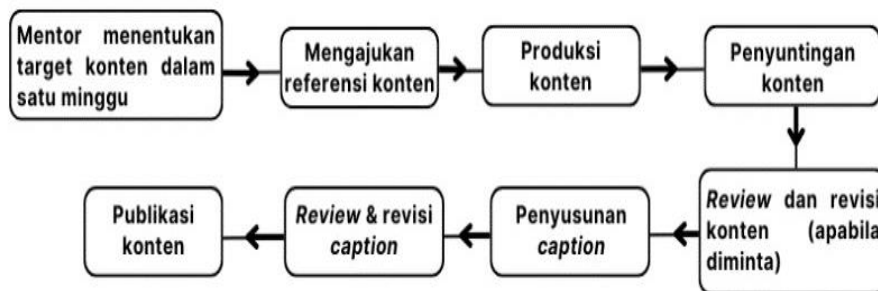 Mentor menentukan
target konten dalam
satu minggu
Mengajukan
referensi konten
Produksi
konten
Penyuntingan
konten
Review dan revisi
konten (apabila
diminta)
Penyusunan
caption
Review & revisi
caption
Publikasi
konten